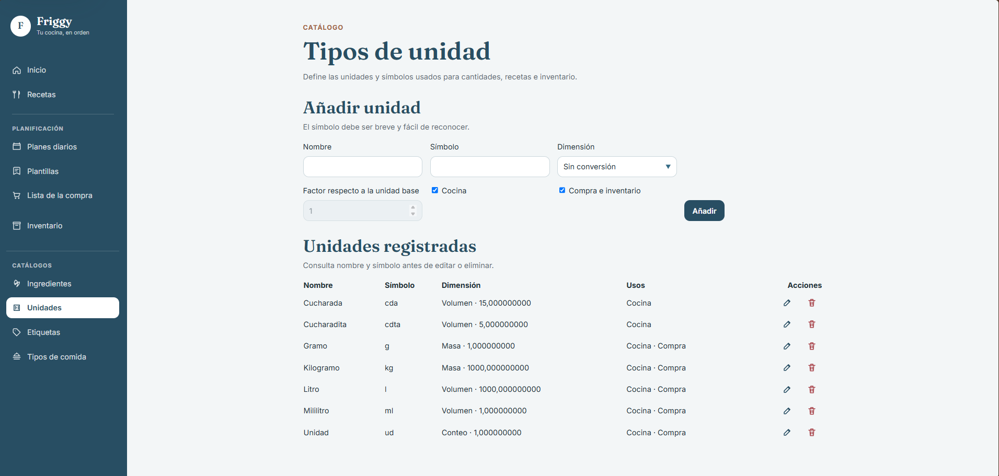 F
Friggy
Tu cocina, en orden
Inicio
Recetas
PLANIFICACIÓN
Planes diarios
Plantillas
Lista de la compra
Inventario
CATÁLOGOS
Ingredientes
Unidades
Etiquetas
Tipos de comida
CATÁLOGO
Tipos de unidad
Define las unidades y símbolos usados para cantidades, recetas e inventario.
Añadir unidad
El símbolo debe ser breve y fácil de reconocer.
Nombre Símbolo Dimensión
Sin conversión
Factor respecto a la unidad base Cocina Compra e inventario
1 Añadir
Unidades registradas
Consulta nombre y símbolo antes de editar o eliminar.
Nombre Símbolo Dimensión Usos Acciones
Cucharada cda Volumen · 15,000000000 Cocina
Cucharadita cdta Volumen · 5,000000000 Cocina
Gramo g Masa · 1,000000000 Cocina · Compra
Kilogramo kg Masa · 1000,000000000 Cocina · Compra
Litro l Volumen · 1000,000000000 Cocina · Compra
Mililitro ml Volumen · 1,000000000 Cocina · Compra
Unidad ud Conteo · 1,000000000 Cocina · Compra